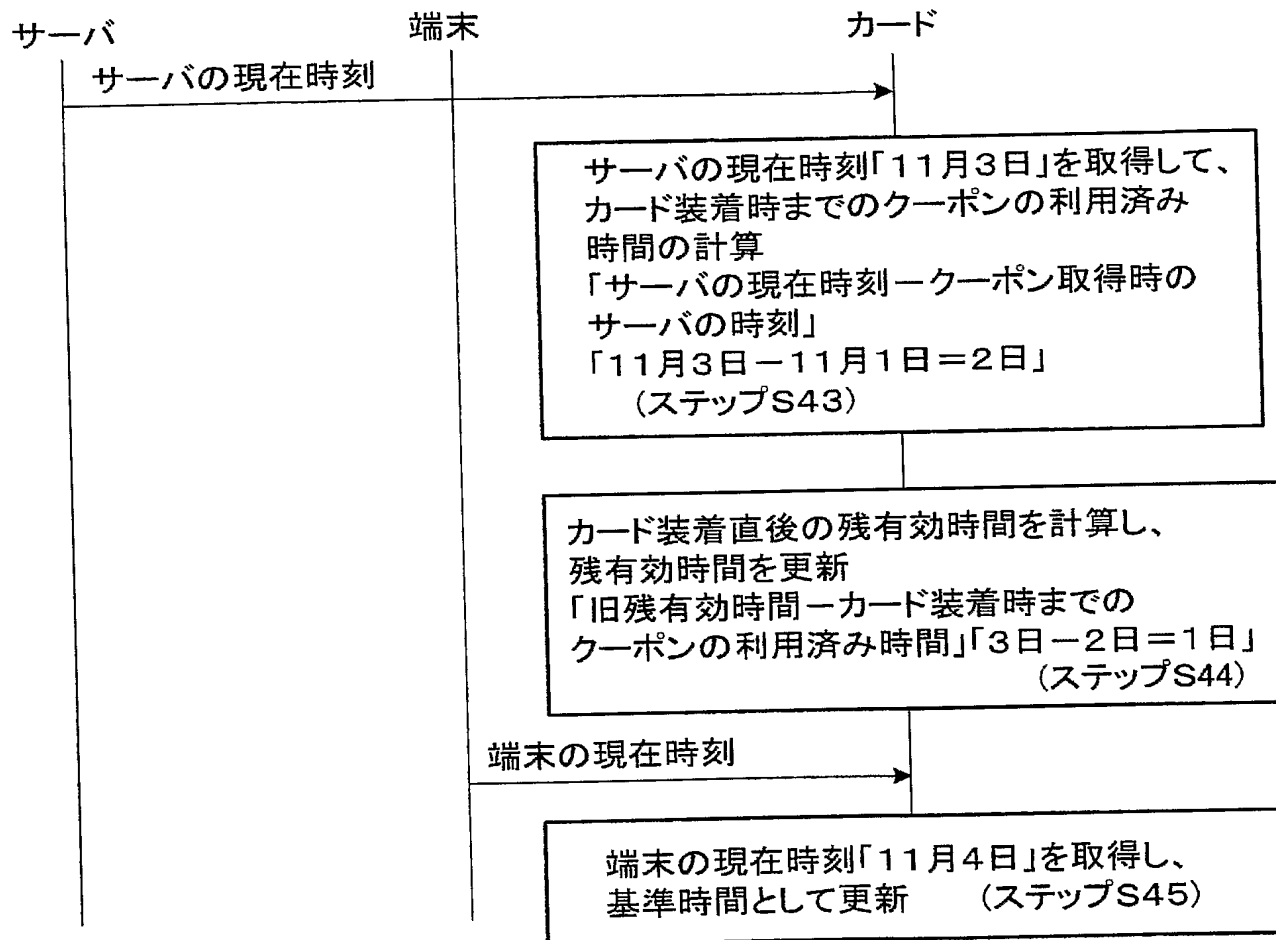 サーバ
端末
カード
サーバの現在時刻
サーバの現在時刻「11月3日」を取得して、
カード装着時までのクーポンの利用済み
時間の計算
「サーバの現在時刻－クーポン取得時の
サーバの時刻」
「11月3日－11月1日＝2日」
(ステップS43)
カード装着直後の残有効時間を計算し、
残有効時間を更新
「旧残有効時間－カード装着時までの
クーポンの利用済み時間」「3日－2日＝1日」
(ステップS44)
端末の現在時刻
端末の現在時刻「11月4日」を取得し、
基準時間として更新　　(ステップS45)